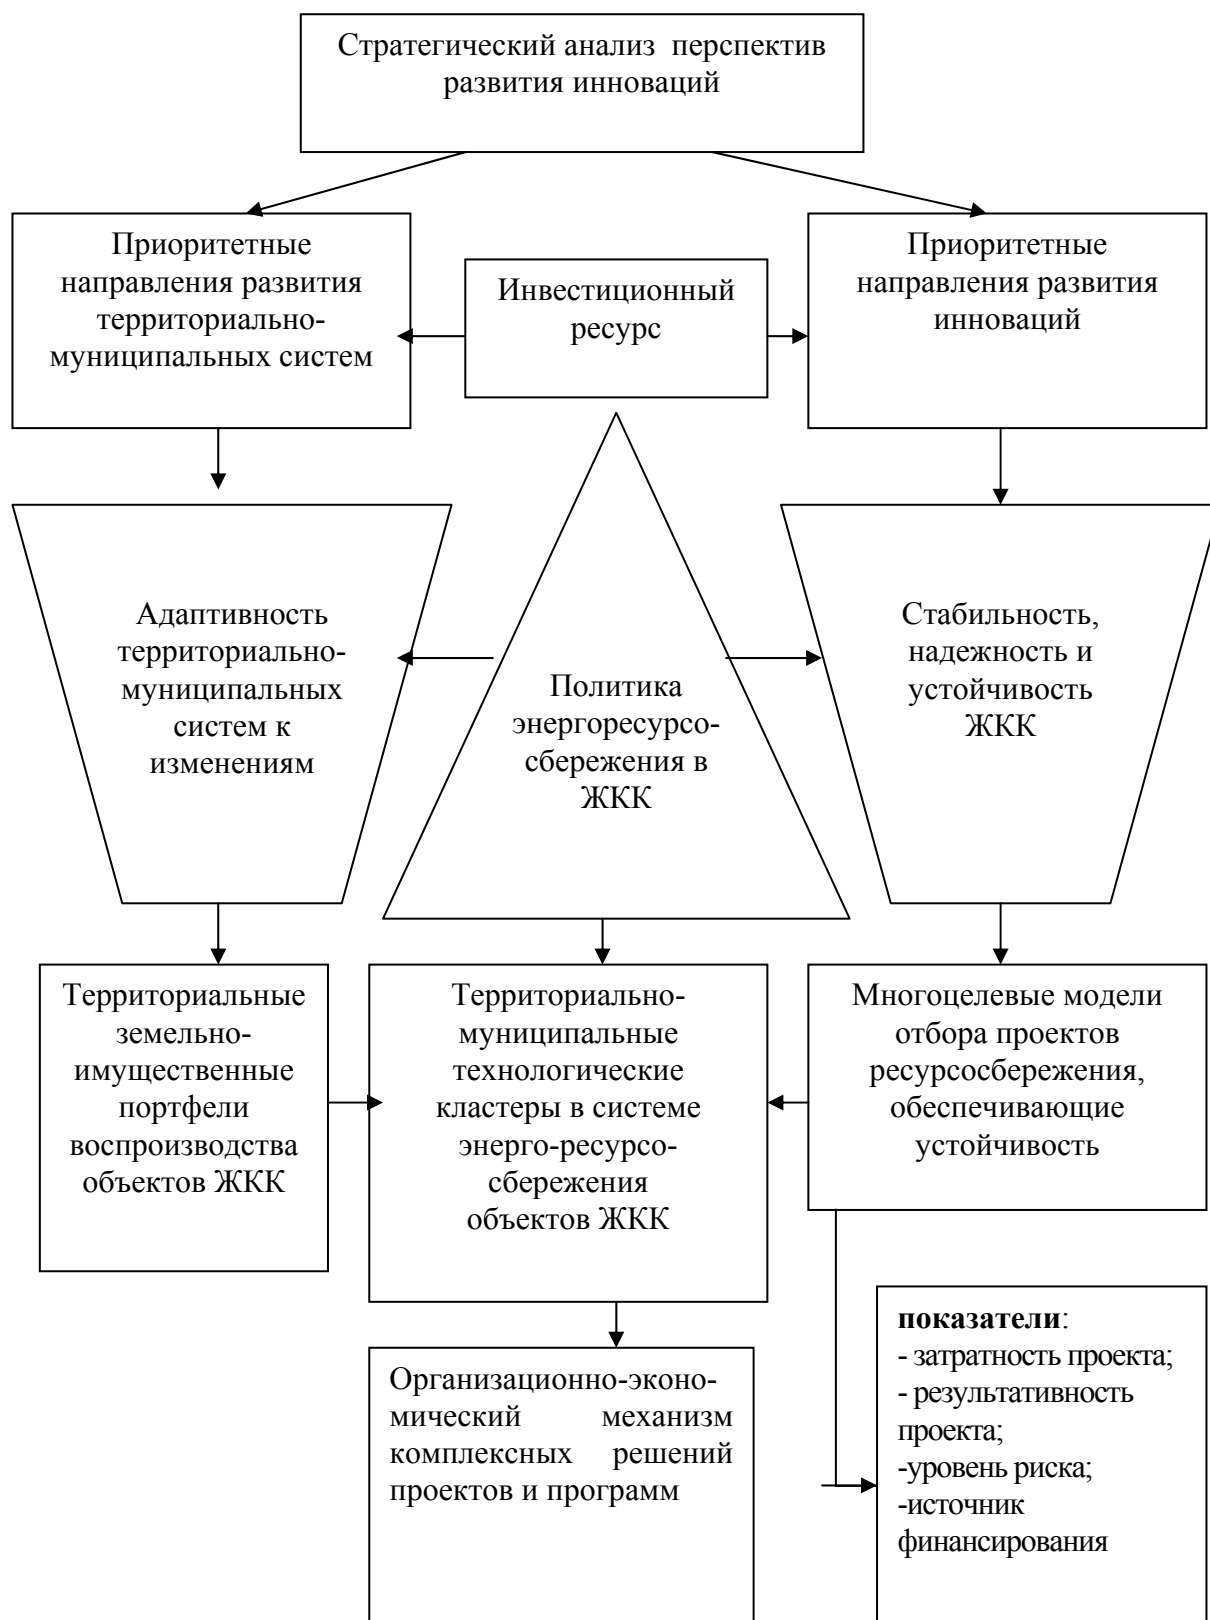 Стратегический анализ перспектив
развития инноваций
Приоритетные
направления развития
территориально-
муниципальных систем
Инвестиционный
ресурс
Приоритетные
направления развития
инноваций
Адаптивность
территориально-
муниципальных
систем к
изменениям
Политика
энергоресурсо-
сбережения в
ЖКК
Стабильность,
надежность и
устойчивость
ЖКК
Территориальные
земельно-
имущественные
портфели
воспроизводства
объектов ЖКК
Территориально-
муниципальные
технологические
кластеры в системе
энерго-ресурсо-
сбережения
объектов ЖКК
Многоцелевые модели
отбора проектов
ресурсосбережения,
обеспечивающие
устойчивость
Организационно-эконо-
мический механизм
комплексных решений
проектов и программ
показатели:
- затратность проекта;
- результативность
проекта;
-уровень риска;
-источник
финансирования